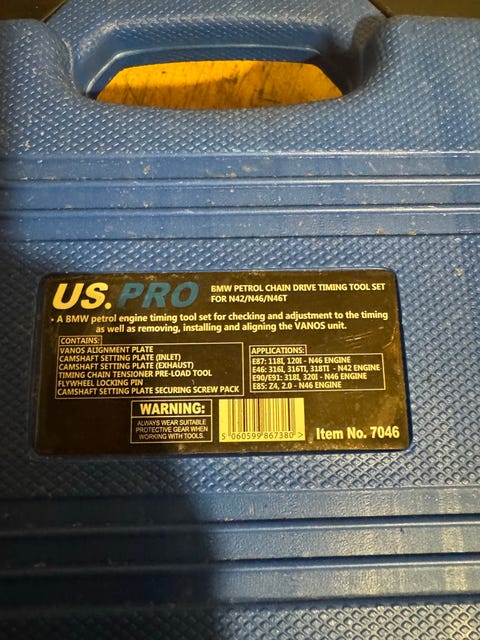 US.PRO
BMW PETROL CHAIN DRIVE TIMING TOOL SET
FOR N42/N46/N46T
• A BMW petrol engine timing tool set for checking and adjustment to the timing
as well as removing, installing and aligning the VANOS unit.
CONTAINS:
VANOS ALIGNMENT PLATE
CAMSHAFT SETTING PLATE (INLET)
CAMSHAFT SETTING PLATE (EXHAUST)
TIMING CHAIN TENSIONER PRE-LOAD TOOL
FLYWHEEL LOCKING PIN
CAMSHAFT SETTING PLATE SECURING SCREW PACK
APPLICATIONS:
E87: 118I, 120I - N46 ENGINE
E46: 316I, 316TI, 318TI - N42 ENGINE
E90/E91: 318I, 320I - N46 ENGINE
E85: Z4, 2.0 - N46 ENGINE
WARNING:
ALWAYS WEAR SUITABLE
PROTECTIVE GEAR WHEN
WORKING WITH TOOLS.
5 060599 867380 >
Item No. 7046